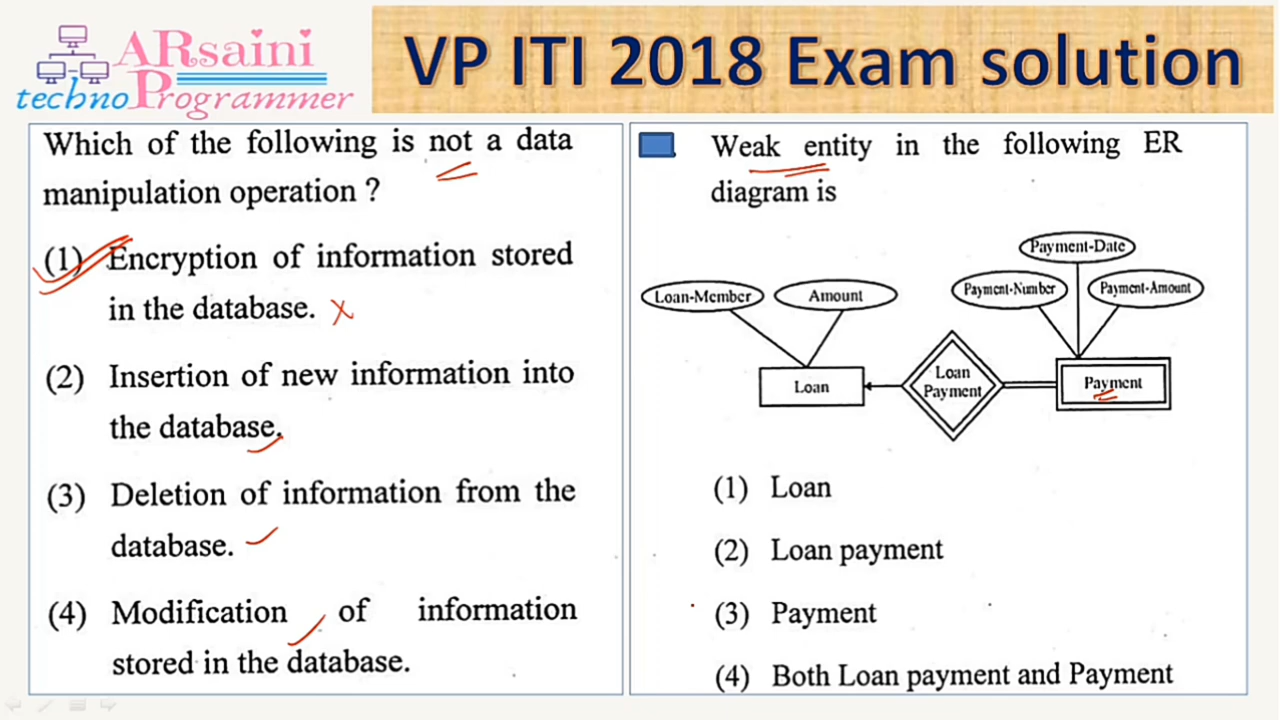 ARsaini
techno Programmer
VP ITI 2018 Exam solution
Which of the following is not a data
manipulation operation ?
(1) Encryption of information stored
in the database.
(2) Insertion of new information into
the database.
(3) Deletion of information from the
database.
(4) Modification of information
stored in the database.
Weak entity in the following ER
diagram is
Payment-Date
Loan-Member
Amount
Payment-Number
Payment-Amount
Loan
Loan
Payment
Payment
(1) Loan
(2) Loan payment
(3) Payment
(4) Both Loan payment and Payment